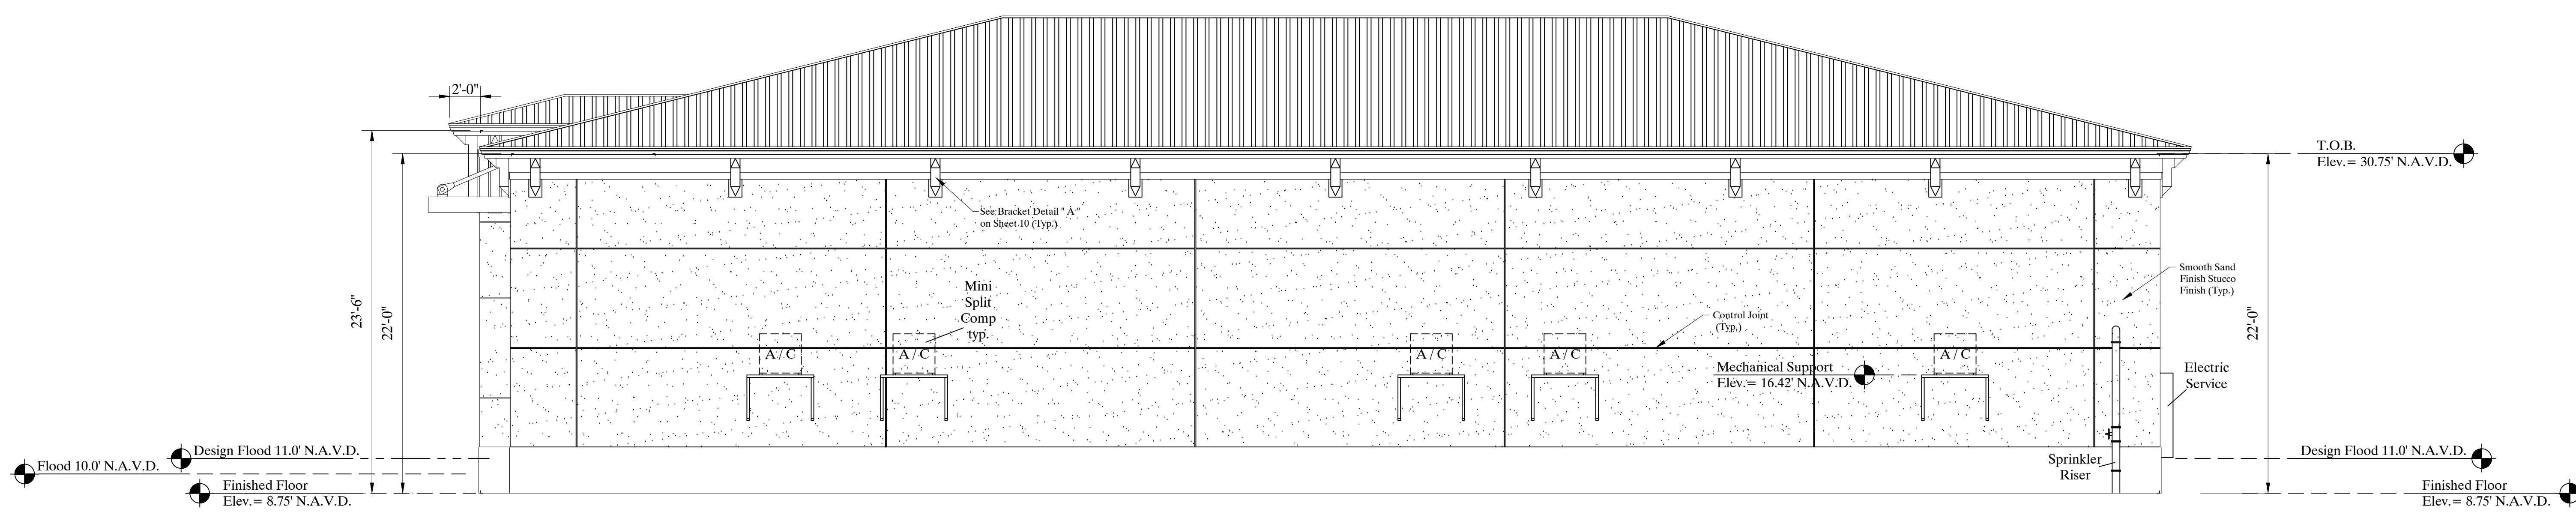 2'-0"
T.O.B.
Elev.= 30.75' N.A.V.D.
See Bracket Detail " A "
on Sheet 10 (Typ.)
Smooth Sand
Finish Stucco
Finish (Typ.)
Mini
Split
Comp
typ.
23'-6"
22'-0"
22'-0"
Control Joint
(Typ.)
A / C
A / C
A / C
A / C
A / C
Mechanical Support
Elev.= 16.42' N.A.V.D.
Electric
Service
Design Flood 11.0' N.A.V.D.
Flood 10.0' N.A.V.D.
Finished Floor
Elev.= 8.75' N.A.V.D.
Sprinkler
Riser
Design Flood 11.0' N.A.V.D.
Finished Floor
Elev.= 8.75' N.A.V.D.